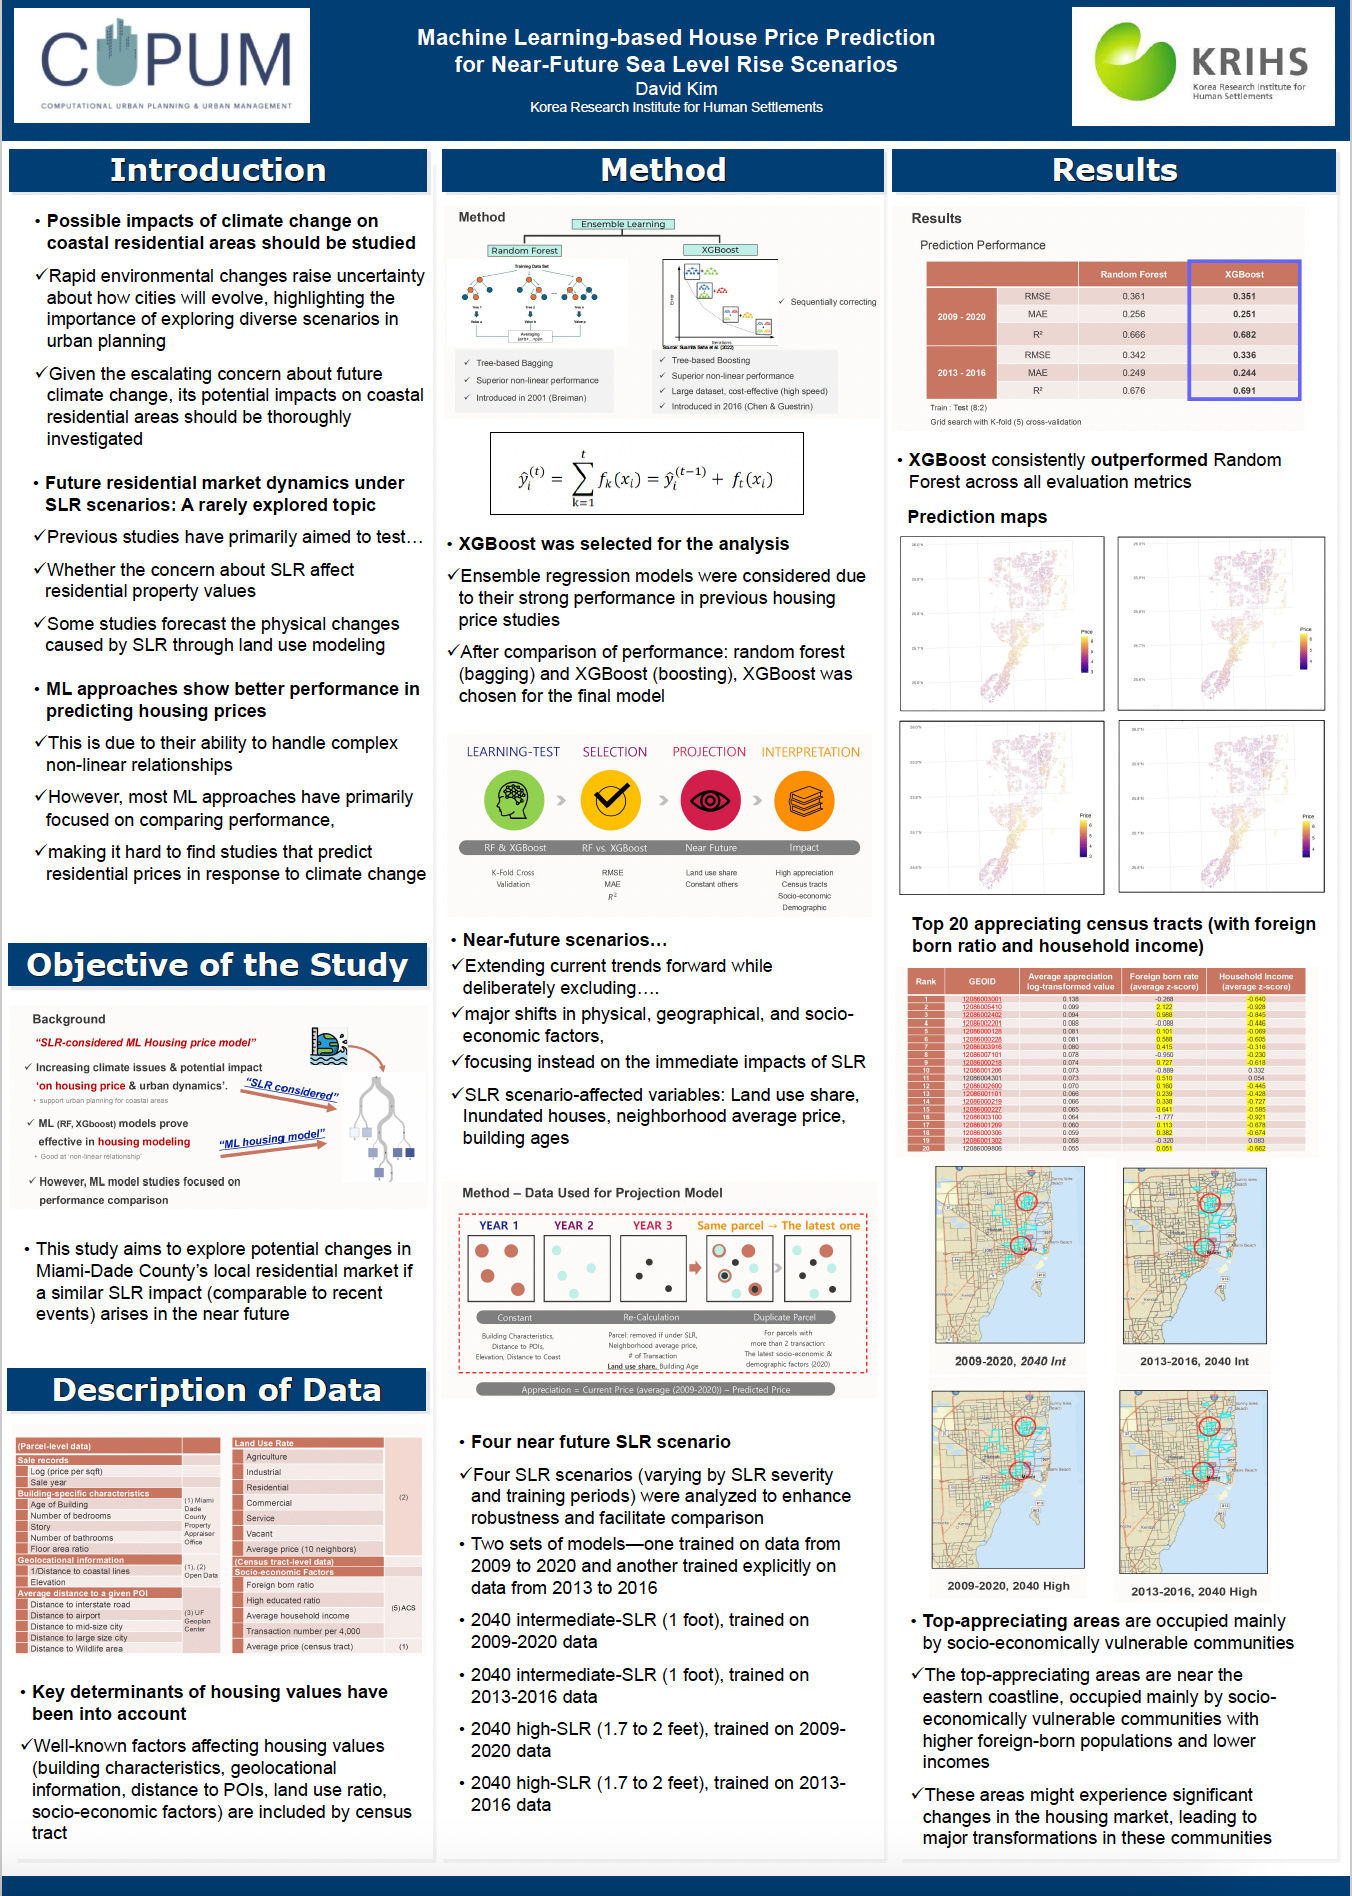 CUPUM
COMPUTATIONAL URBAN PLANNING & URBAN MANAGEMENT
Machine Learning-based House Price Prediction
for Near-Future Sea Level Rise Scenarios
David Kim
Korea Research Institute for Human Settlements
KRIHS
Korea Research Institute for
Human Settlements
Introduction
• Possible impacts of climate change on
coastal residential areas should be studied
✓Rapid environmental changes raise uncertainty
about how cities will evolve, highlighting the
importance of exploring diverse scenarios in
urban planning
✓Given the escalating concern about future
climate change, its potential impacts on coastal
residential areas should be thoroughly
investigated
• Future residential market dynamics under
SLR scenarios: A rarely explored topic
✓Previous studies have primarily aimed to test…
✓Whether the concern about SLR affect
residential property values
✓Some studies forecast the physical changes
caused by SLR through land use modeling
• ML approaches show better performance in
predicting housing prices
✓This is due to their ability to handle complex
non-linear relationships
✓However, most ML approaches have primarily
focused on comparing performance,
✓making it hard to find studies that predict
residential prices in response to climate change
Objective of the Study
Background
“SLR-considered ML Housing price model”
✓ Increasing climate issues & potential impact
‘on housing price & urban dynamics’.
• support urban planning for coastal areas
“SLR considered”
✓ ML (RF, XGboost) models prove
effective in housing modeling
• Good at ‘non-linear relationship’
“ML housing model”
✓ However, ML model studies focused on
performance comparison
• This study aims to explore potential changes in
Miami-Dade County’s local residential market if
a similar SLR impact (comparable to recent
events) arises in the near future
Description of Data
(Parcel-level data)
Sale records
Log (price per sqft)
Sale year
Building-specific characteristics
Age of Building
Number of bedrooms
Story
Number of bathrooms
Floor area ratio
(1) Miami
Dade
County
Property
Appraiser
Office
Geolocational information
1/Distance to coastal lines
Elevation
(1), (2)
Open Data
Average distance to a given POI
Distance to interstate road
Distance to airport
Distance to mid-size city
Distance to large size city
Distance to Wildlife area
(3) UF
Geoplan
Center
Land Use Rate
Agriculture
Industrial
Residential
Commercial
Service
Vacant
Average price (10 neighbors)
(2)
(Census tract-level data)
Socio-economic Factors
Foreign born ratio
High educated ratio
Average household income
Transaction number per 4,000
(5) ACS
Average price (census tract)
(1)
• Key determinants of housing values have
been into account
✓Well-known factors affecting housing values
(building characteristics, geolocational
information, distance to POIs, land use ratio,
socio-economic factors) are included by census
tract
Method
Method
Ensemble Learning
Random Forest
XGBoost
Training Data Set
Tree 1
Averaging
Error
Iterations
✓ Sequentially correcting
✓ Tree-based Bagging
✓ Superior non-linear performance
✓ Introduced in 2001 (Breiman)
✓ Tree-based Boosting
✓ Superior non-linear performance
✓ Large dataset, cost-effective (high speed)
✓ Introduced in 2016 (Chen & Guestrin)
ŷᵢ⁽ᵗ⁾ = ∑ₖ₌₁ᵗ fₖ(xᵢ) = ŷᵢ⁽ᵗ⁻¹⁾ + fₜ(xᵢ)
• XGBoost was selected for the analysis
✓Ensemble regression models were considered due
to their strong performance in previous housing
price studies
✓After comparison of performance: random forest
(bagging) and XGBoost (boosting), XGBoost was
chosen for the final model
LEARNING-TEST SELECTION PROJECTION INTERPRETATION
RF & XGBoost RF vs. XGBoost Near Future Impact
K-Fold Cross
Validation
RMSE
MAE
R²
Land use share
Constant others
High appreciation
Census tracts
Socio-economic
Demographic
• Near-future scenarios…
✓Extending current trends forward while
deliberately excluding….
✓major shifts in physical, geographical, and socio-
economic factors,
✓focusing instead on the immediate impacts of SLR
✓SLR scenario-affected variables: Land use share,
Inundated houses, neighborhood average price,
building ages
Method – Data Used for Projection Model
YEAR 1 YEAR 2 YEAR 3 Same parcel → The latest one
Constant Re-Calculation Duplicate Parcel
Building Characteristics,
Distance to POIs,
Elevation, Distance to Coast
Parcel: removed if under SLR,
Neighborhood average price,
# of Transaction
Land use share, Building Age
For parcels with
more than 2 transaction:
The latest socio-economic &
demographic factors (2020)
Appreciation = Current Price (average (2009-2020)) – Predicted Price
• Four near future SLR scenario
✓Four SLR scenarios (varying by SLR severity
and training periods) were analyzed to enhance
robustness and facilitate comparison
• Two sets of models—one trained on data from
2009 to 2020 and another trained explicitly on
data from 2013 to 2016
• 2040 intermediate-SLR (1 foot), trained on
2009-2020 data
• 2040 intermediate-SLR (1 foot), trained on
2013-2016 data
• 2040 high-SLR (1.7 to 2 feet), trained on 2009-
2020 data
• 2040 high-SLR (1.7 to 2 feet), trained on 2013-
2016 data
Results
Results
Prediction Performance
Random Forest XGBoost
2009 - 2020
RMSE 0.361 0.351
MAE 0.256 0.251
R² 0.666 0.682
2013 - 2016
RMSE 0.342 0.336
MAE 0.249 0.244
R² 0.676 0.691
Train : Test (8:2)
Grid search with K-fold (5) cross-validation
• XGBoost consistently outperformed Random
Forest across all evaluation metrics
Prediction maps
Price
Price
Price
Price
Top 20 appreciating census tracts (with foreign
born ratio and household income)
Rank GEOID Average appreciation log-transformed value Foreign born rate (average z-score) Household Income (average z-score)
1 12086003001 0.138 -0.268 -0.640
2 12086005410 0.099 2.122 -0.928
3 12086002402 0.094 0.988 -0.845
4 12086002201 0.088 -0.088 -0.446
5 12086000128 0.081 0.101 -0.069
6 12086000228 0.081 0.588 -0.605
7 12086003916 0.080 0.415 -0.316
8 12086007101 0.078 -0.950 -0.230
9 12086000218 0.074 0.727 -0.618
10 12086001206 0.073 -0.889 0.332
11 12086004301 0.073 0.510 0.054
12 12086002600 0.070 0.160 -0.445
13 12086001101 0.066 0.239 -0.428
14 12086000219 0.066 0.338 -0.727
15 12086000227 0.065 0.641 -0.585
16 12086003100 0.064 -1.777 -0.921
17 12086001209 0.060 0.113 -0.678
18 12086000306 0.059 0.382 -0.674
19 12086001302 0.058 -0.320 0.083
20 12086009806 0.055 0.051 -0.662
2009-2020, 2040 Int
2013-2016, 2040 Int
2009-2020, 2040 High
2013-2016, 2040 High
• Top-appreciating areas are occupied mainly
by socio-economically vulnerable communities
✓The top-appreciating areas are near the
eastern coastline, occupied mainly by socio-
economically vulnerable communities with
higher foreign-born populations and lower
incomes
✓These areas might experience significant
changes in the housing market, leading to
major transformations in these communities